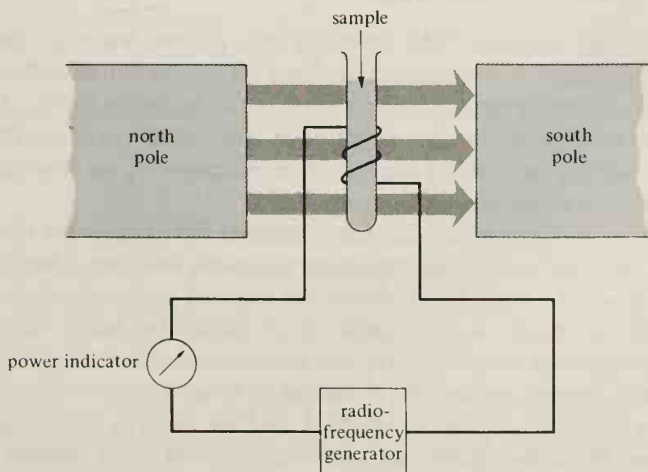 sample
north
pole
south
pole
power indicator
radio-
frequency
generator